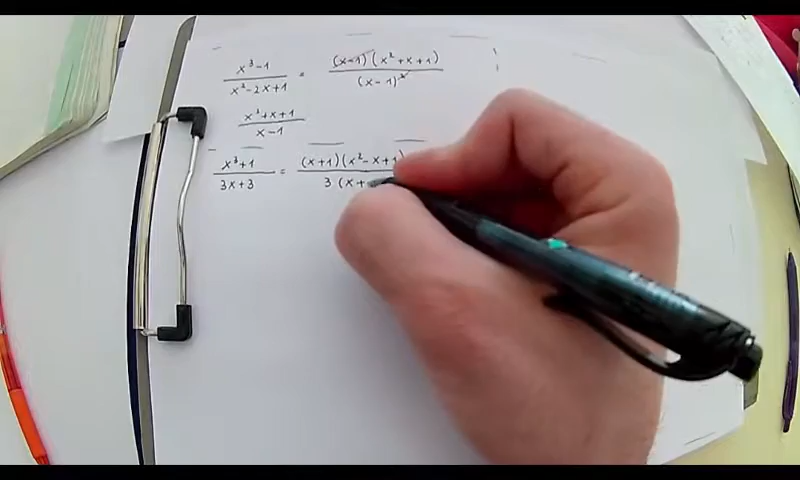 x³-1 / x²-2x+1 = (x-1)(x²+x+1) / (x-1)²
x²+x+1 / x-1
x³+1 / 3x+3 = (x+1)(x²-x+1) / 3(x+